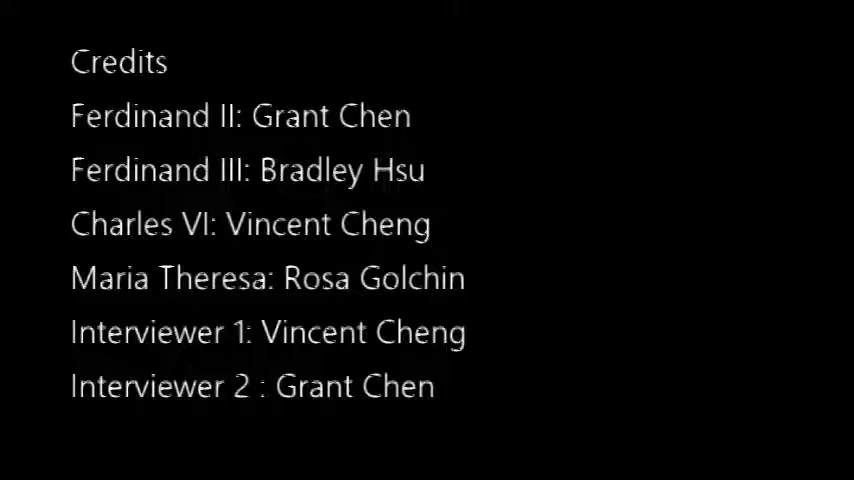 Credits
Ferdinand II: Grant Chen
Ferdinand III: Bradley Hsu
Charles VI: Vincent Cheng
Maria Theresa: Rosa Golchin
Interviewer 1: Vincent Cheng
Interviewer 2 : Grant Chen